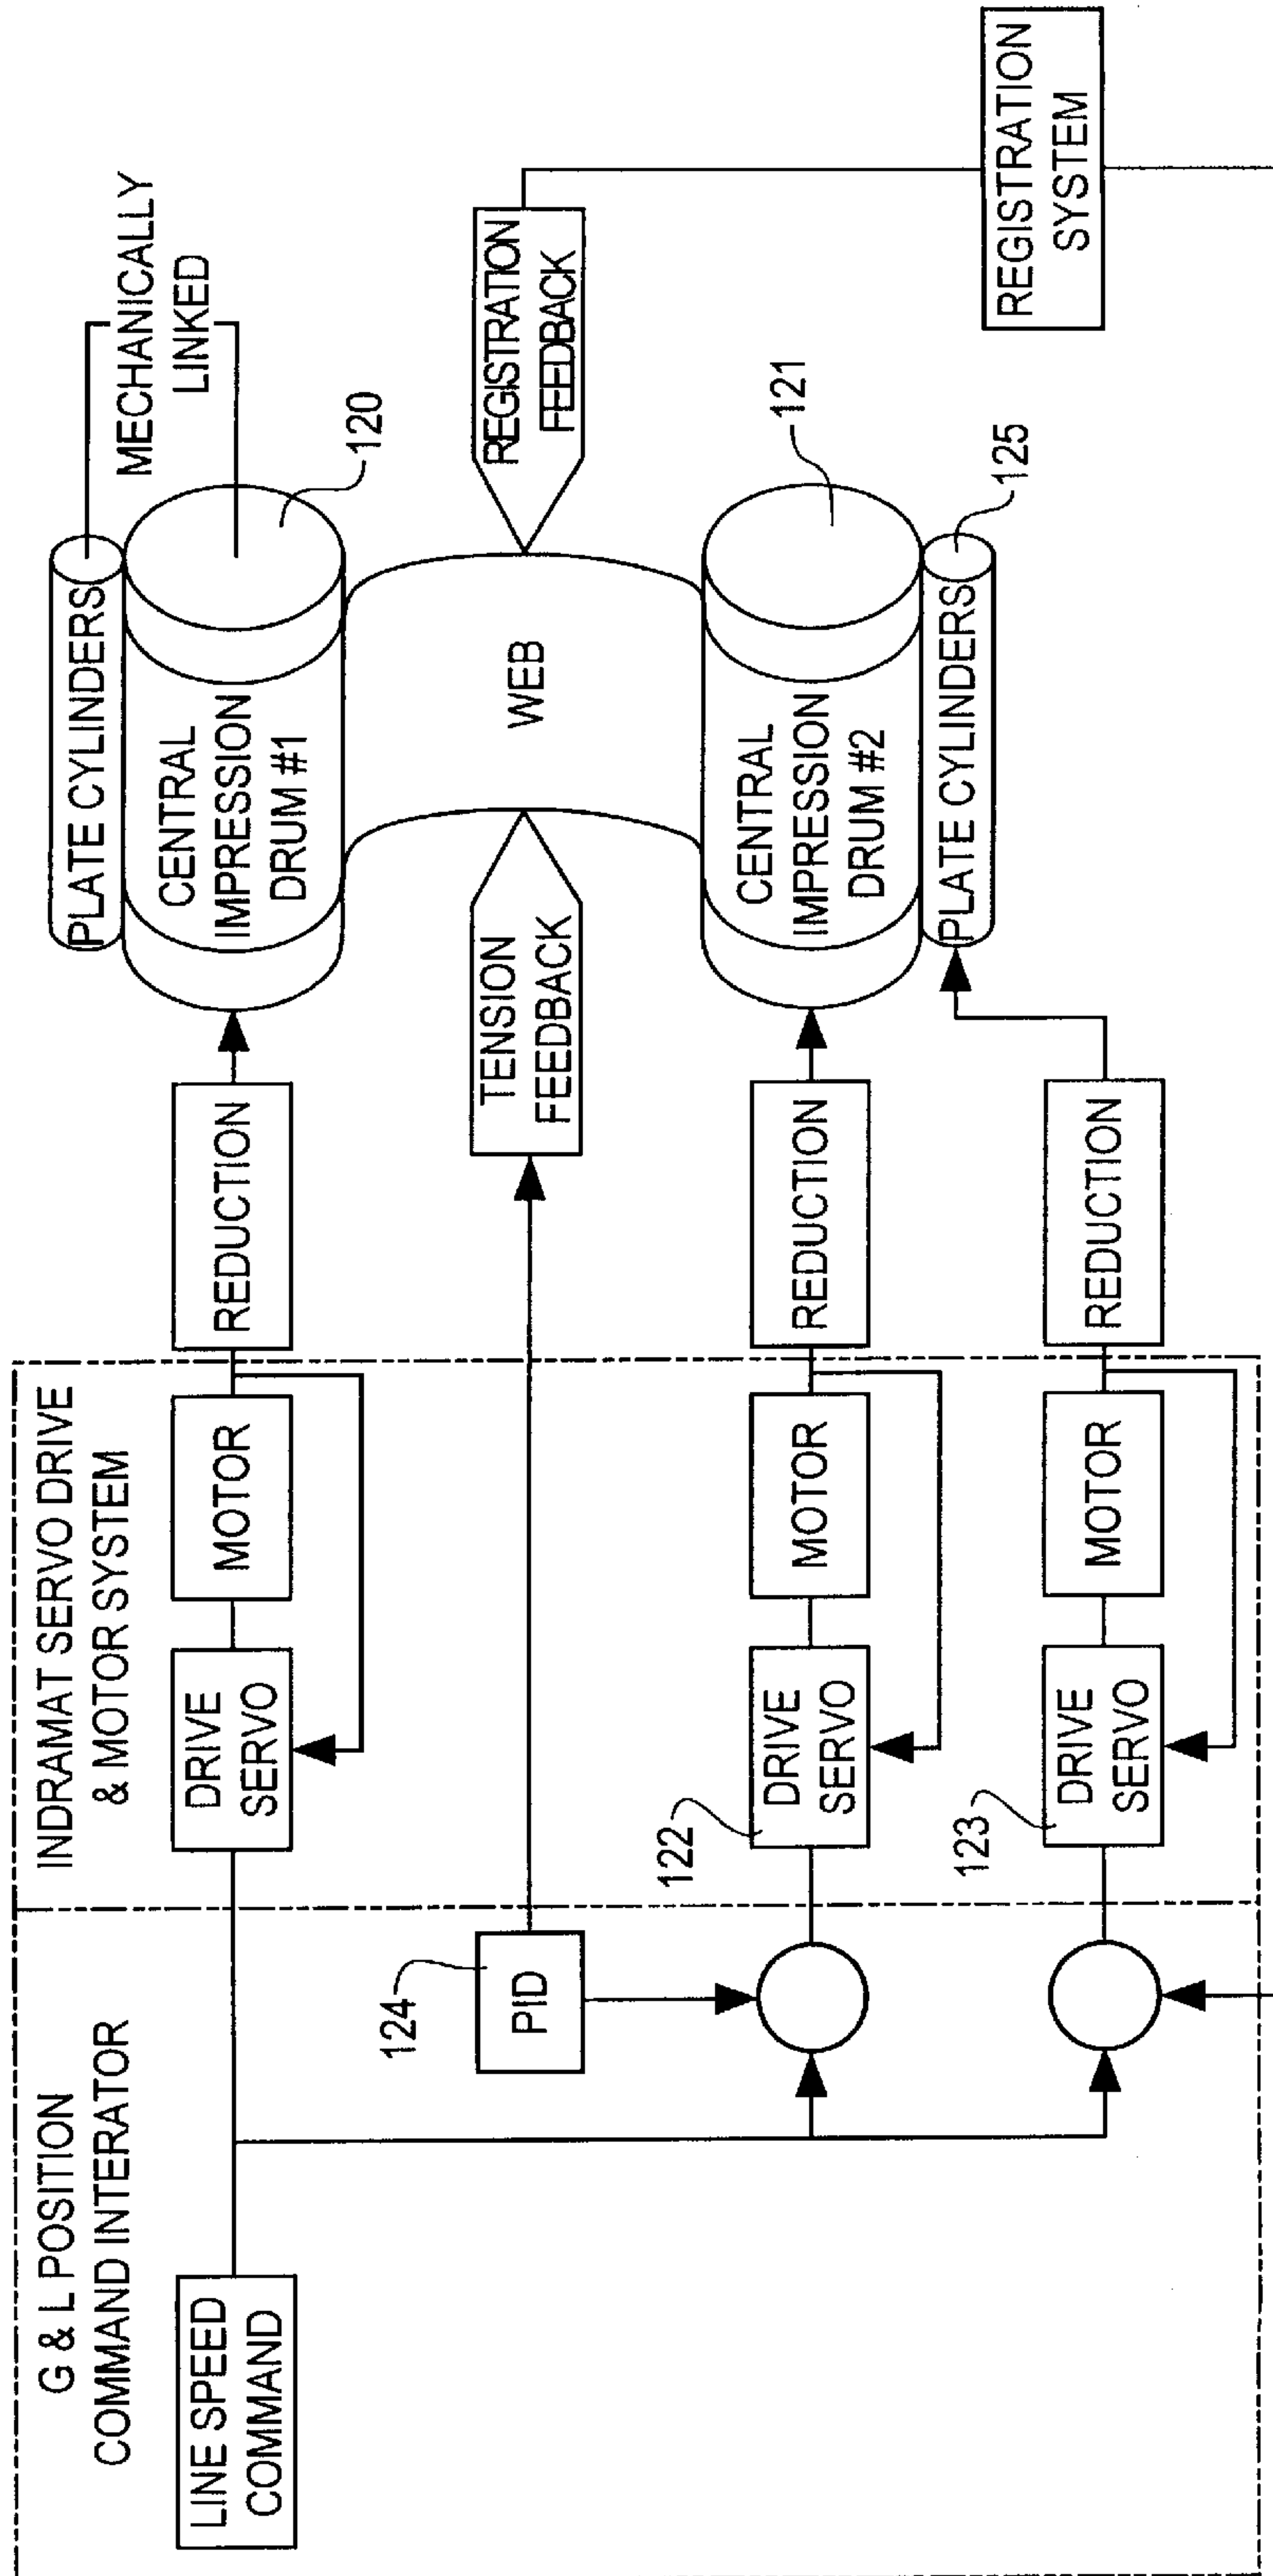 G & L POSITION
COMMAND INTERATOR
INDRAMAT SERVO DRIVE
& MOTOR SYSTEM
LINE SPEED
COMMAND
DRIVE
SERVO
MOTOR
REDUCTION
PLATE CYLINDERS
CENTRAL
IMPRESSION
DRUM #1
MECHANICALLY
LINKED
120
124
PID
TENSION
FEEDBACK
WEB
REGISTRATION
FEEDBACK
122
DRIVE
SERVO
MOTOR
REDUCTION
CENTRAL
IMPRESSION
DRUM #2
121
123
DRIVE
SERVO
MOTOR
REDUCTION
PLATE CYLINDERS
125
REGISTRATION
SYSTEM